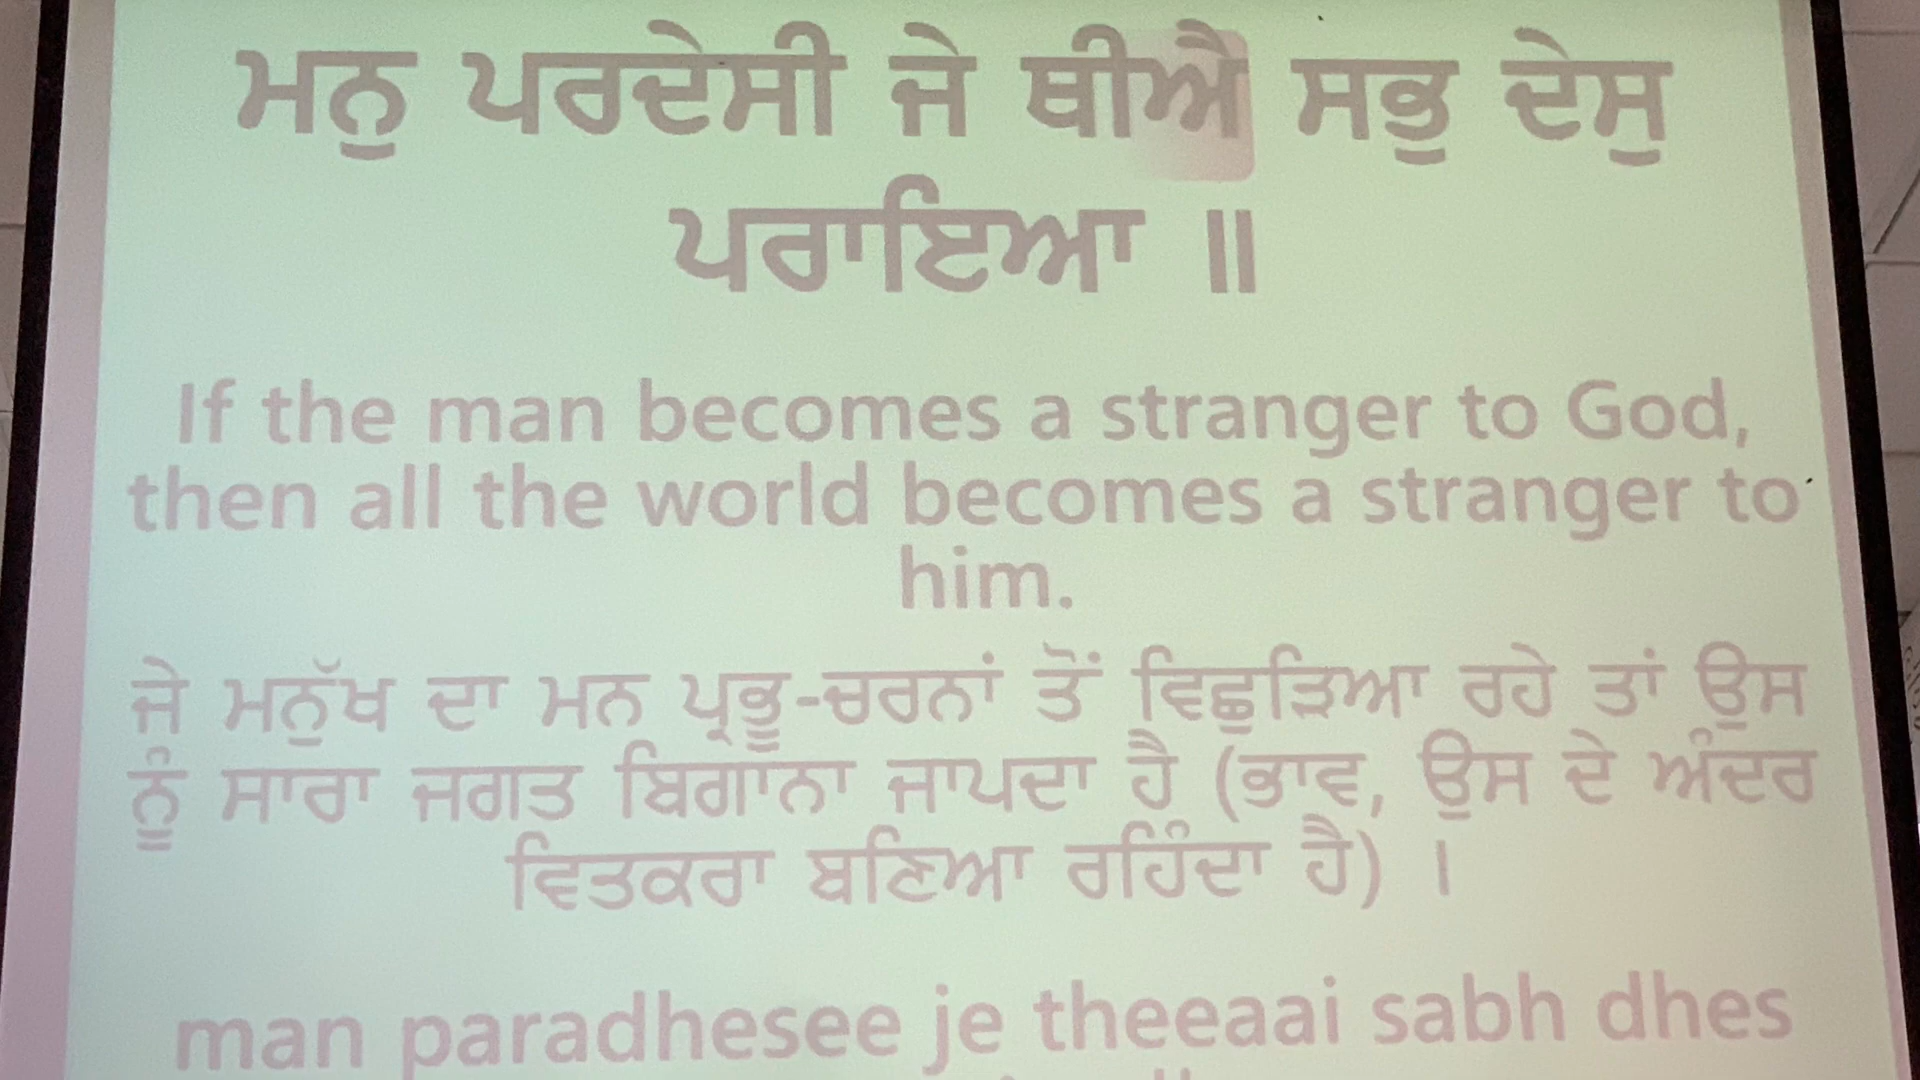 ਮਨੁ ਪਰਦੇਸੀ ਜੇ ਥੀਐ ਸਭੁ ਦੇਸੁ
ਪਰਾਇਆ ॥
If the man becomes a stranger to God,
then all the world becomes a stranger to
him.
ਜੇ ਮਨੁੱਖ ਦਾ ਮਨ ਪ੍ਰਭੂ-ਚਰਨਾਂ ਤੋਂ ਵਿਛੁੜਿਆ ਰਹੇ ਤਾਂ ਉਸ
ਨੂੰ ਸਾਰਾ ਜਗਤ ਬਿਗਾਨਾ ਜਾਪਦਾ ਹੈ (ਭਾਵ, ਉਸ ਦੇ ਅੰਦਰ
ਵਿਤਕਰਾ ਬਣਿਆ ਰਹਿੰਦਾ ਹੈ) ।
man paradhesee je theeaai sabh dhes